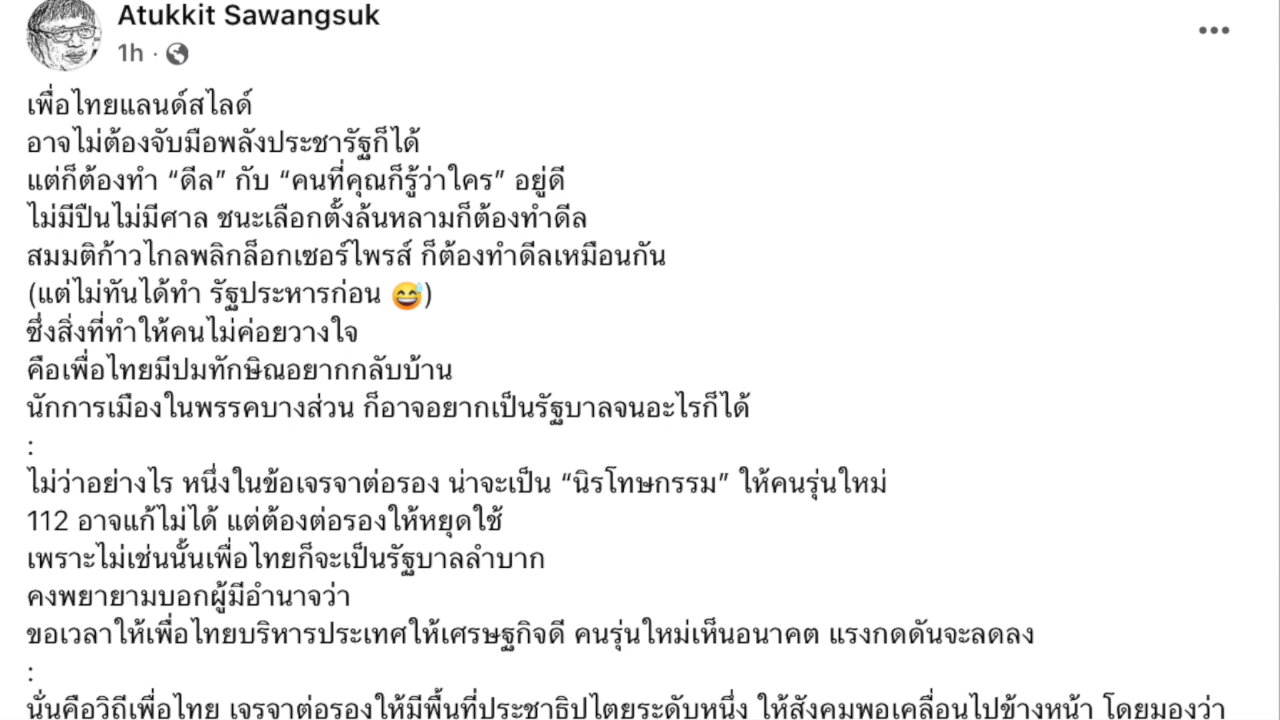 Atukkit Sawangsuk
1h ·
เพื่อไทยแลนด์สไลด์
อาจไม่ต้องจับมือพลังประชารัฐก็ได้
แต่ก็ต้องทำ “ดีล” กับ “คนที่คุณก็รู้ว่าใคร” อยู่ดี
ไม่มีปืนไม่มีศาล ชนะเลือกตั้งล้นหลามก็ต้องทำดีล
สมมติก้าวไกลพลิกล็อกเซอร์ไพรส์ ก็ต้องทำดีลเหมือนกัน
(แต่ไม่ทันได้ทำ รัฐประหารก่อน 😅)
ซึ่งสิ่งที่ทำให้คนไม่ค่อยวางใจ
คือเพื่อไทยมีปมทักษิณอยากกลับบ้าน
นักการเมืองในพรรคบางส่วน ก็อาจอยากเป็นรัฐบาลจนอะไรก็ได้
:
ไม่ว่าอย่างไร หนึ่งในข้อเจรจาต่อรอง น่าจะเป็น “นิรโทษกรรม” ให้คนรุ่นใหม่
112 อาจแก้ไม่ได้ แต่ต้องต่อรองให้หยุดใช้
เพราะไม่เช่นนั้นเพื่อไทยก็จะเป็นรัฐบาลลำบาก
คงพยายามบอกผู้มีอำนาจว่า
ขอเวลาให้เพื่อไทยบริหารประเทศให้เศรษฐกิจดี คนรุ่นใหม่เห็นอนาคต แรงกดดันจะลดลง
:
นั่นคือวิถีเพื่อไทย เจรจาต่อรองให้มีพื้นที่ประชาธิปไตยระดับหนึ่ง ให้สังคมพอเคลื่อนไปข้างหน้า โดยมองว่า